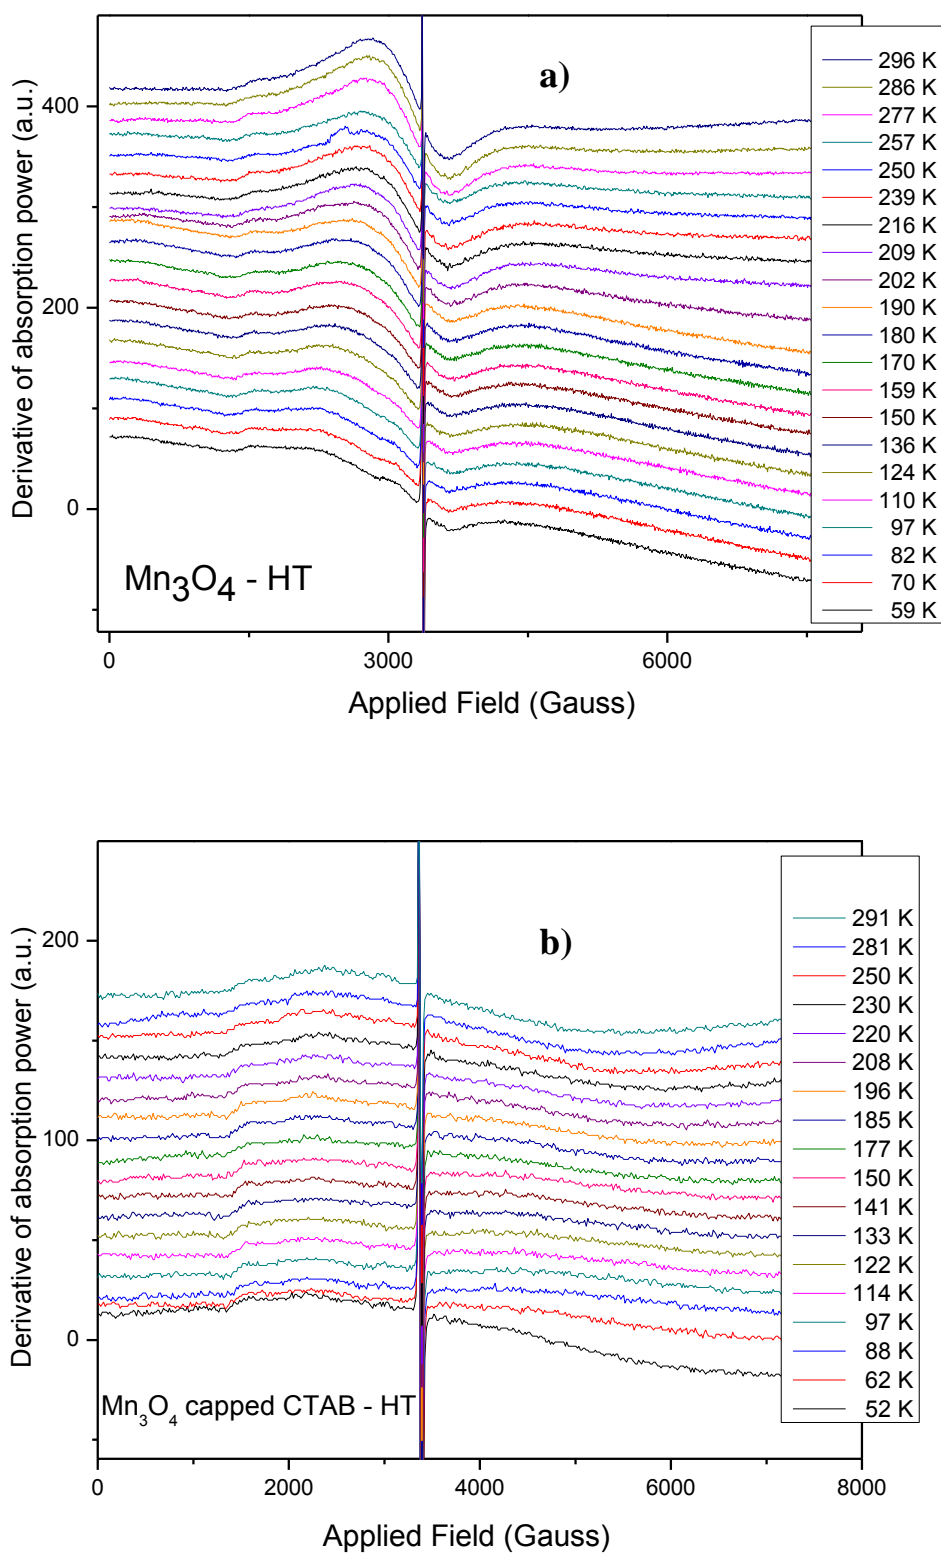 a)
Derivative of absorption power (a.u.)
400
200
0
296 K
286 K
277 K
257 K
250 K
239 K
216 K
209 K
202 K
190 K
180 K
170 K
159 K
150 K
136 K
124 K
110 K
97 K
82 K
70 K
59 K
Mn₃O₄ - HT
0 3000 6000
Applied Field (Gauss)
b)
Derivative of absorption power (a.u.)
200
100
0
291 K
281 K
250 K
230 K
220 K
208 K
196 K
185 K
177 K
150 K
141 K
133 K
122 K
114 K
97 K
88 K
62 K
52 K
Mn₃O₄ capped CTAB - HT
0 2000 4000 6000 8000
Applied Field (Gauss)